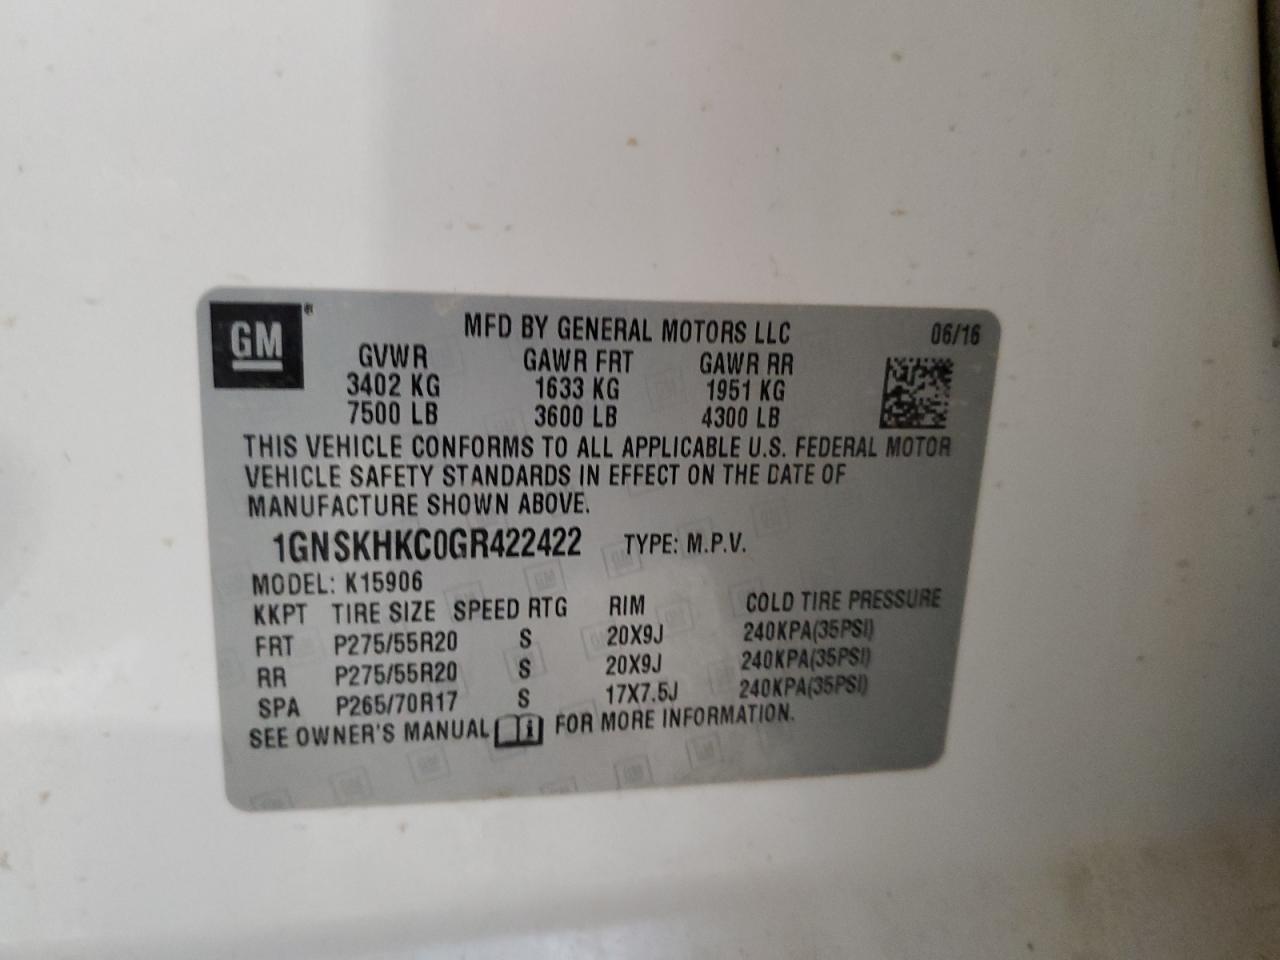 GM ®
MFD BY GENERAL MOTORS LLC 06/16
GVWR GAWR FRT GAWR RR
3402 KG 1633 KG 1951 KG
7500 LB 3600 LB 4300 LB
THIS VEHICLE CONFORMS TO ALL APPLICABLE U.S. FEDERAL MOTOR
VEHICLE SAFETY STANDARDS IN EFFECT ON THE DATE OF
MANUFACTURE SHOWN ABOVE.
1GNSKHKC0GR422422 TYPE: M.P.V.
MODEL: K15906
KKPT TIRE SIZE SPEED RTG RIM COLD TIRE PRESSURE
FRT P275/55R20 S 20X9J 240KPA(35PSI)
RR P275/55R20 S 20X9J 240KPA(35PSI)
SPA P265/70R17 S 17X7.5J 240KPA(35PSI)
SEE OWNER'S MANUAL i FOR MORE INFORMATION.